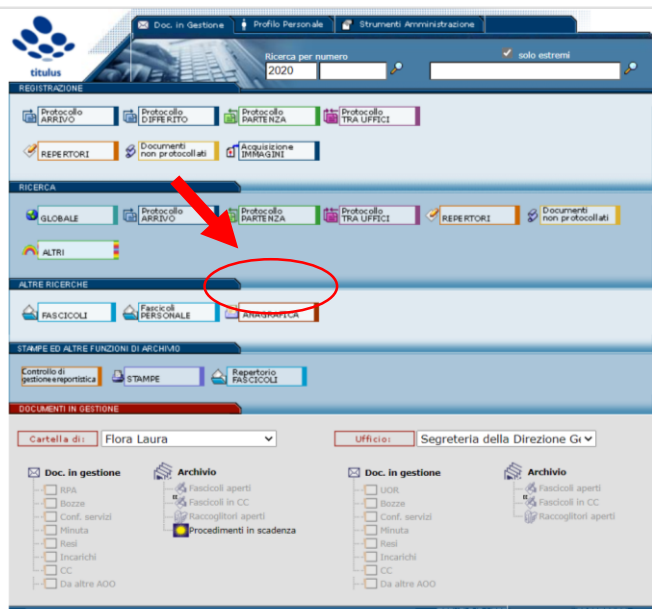 Doc. in Gestione
Profilo Personale
Strumenti Amministrazione
titulus
Ricerca per numero
solo estremi
2020
REGISTRAZIONE
Protocollo ARRIVO
Protocollo DIFFERITO
Protocollo PARTENZA
Protocollo TRA UFFICI
REPERTORI
Documenti non protocollati
Acquisizione IMMAGINI
RICERCA
GLOBALE
Protocollo ARRIVO
Protocollo PARTENZA
Protocollo TRA UFFICI
REPERTORI
Documenti non protocollati
ALTRI
ALTRE RICERCHE
FASCICOLI
Fascicoli PERSONALE
ANAGRAFICA
STAMPE ED ALTRE FUNZIONI DI ARCHIVIO
Controllo di gestione e reportistica
STAMPE
Repertorio FASCICOLI
DOCUMENTI IN GESTIONE
Cartella di:
Flora Laura
Ufficio:
Segreteria della Direzione Ge
Doc. in gestione
RPA
Bozze
Conf. servizi
Minuta
Resi
Incarichi
CC
Da altre AOO
Archivio
Fascicoli aperti
Fascicoli in CC
Raccoglitori aperti
Procedimenti in scadenza
Doc. in gestione
UOR
Bozze
Conf. servizi
Minuta
Resi
Incarichi
CC
Da altre AOO
Archivio
Fascicoli aperti
Fascicoli in CC
Raccoglitori aperti